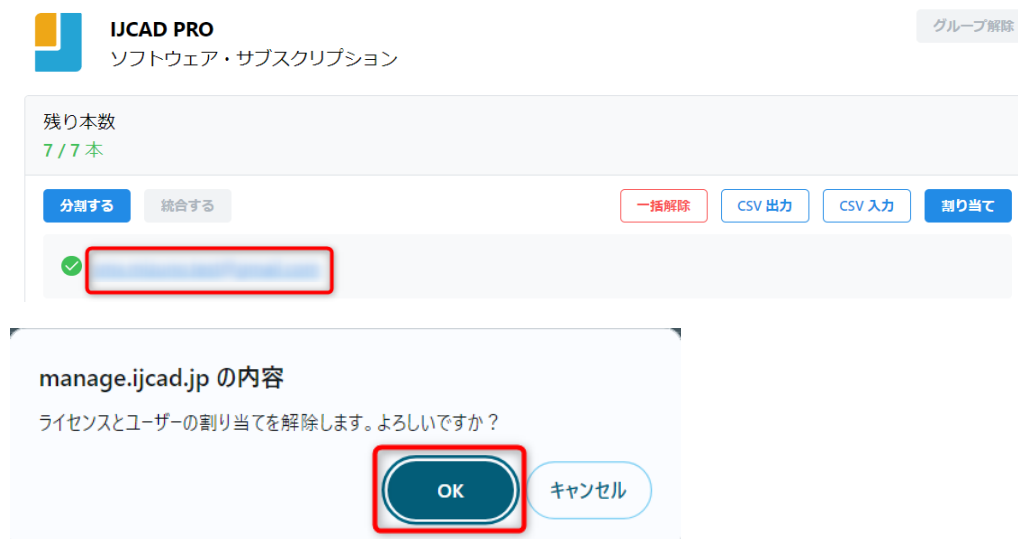 IJCAD PRO
ソフトウェア・サブスクリプション
グループ解除
残り本数
7 / 7 本
分割する
統合する
一括解除
CSV 出力
CSV 入力
割り当て
manage.ijcad.jp の内容
ライセンスとユーザーの割り当てを解除します。よろしいですか？
OK
キャンセル